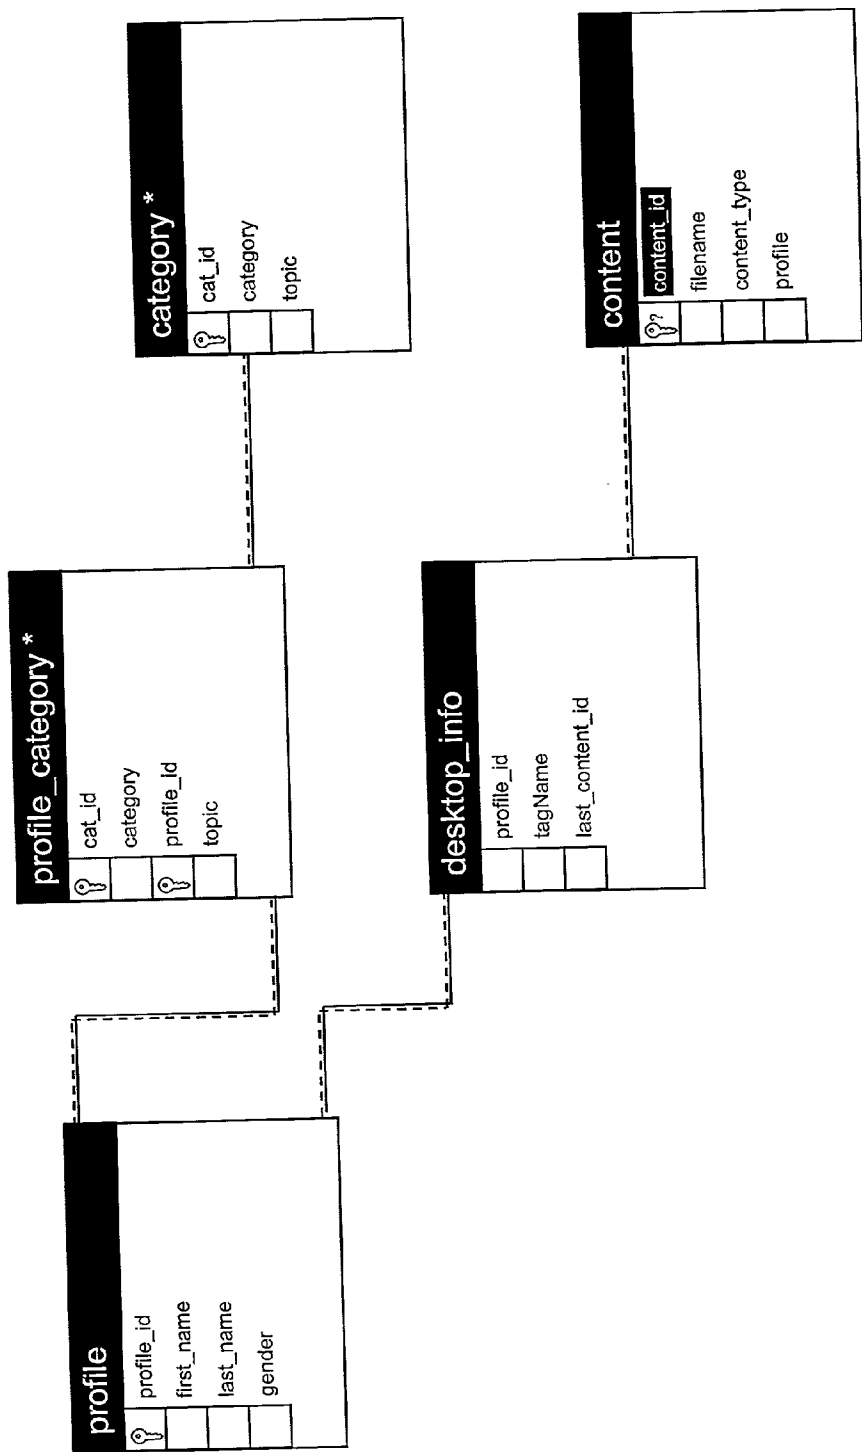 profile
profile_id
first_name
last_name
gender
profile_category *
cat_id
category
profile_id
topic
category *
cat_id
category
topic
desktop_info
profile_id
tagName
last_content_id
content
? content_id
filename
content_type
profile